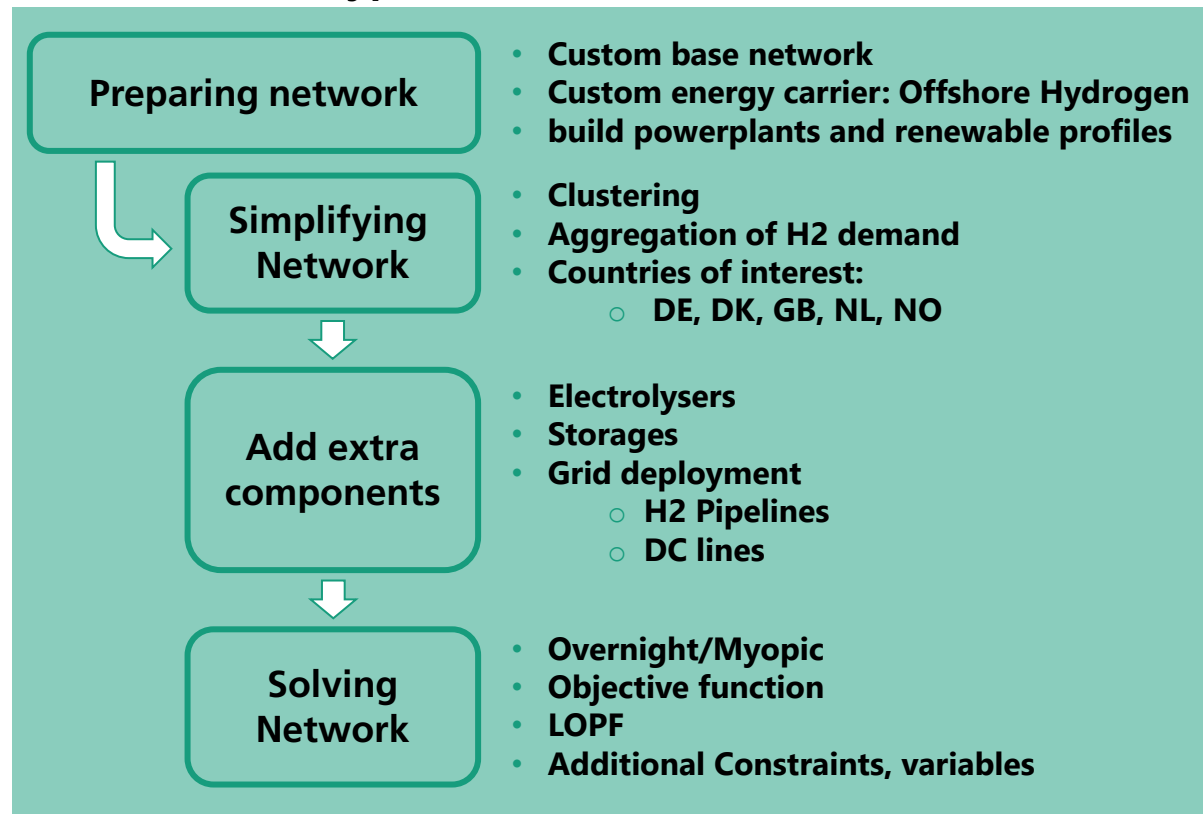 Preparing network
• Custom base network
• Custom energy carrier: Offshore Hydrogen
• build powerplants and renewable profiles
Simplifying
Network
• Clustering
• Aggregation of H2 demand
• Countries of interest:
○ DE, DK, GB, NL, NO
Add extra
components
• Electrolysers
• Storages
• Grid deployment
○ H2 Pipelines
○ DC lines
Solving
Network
• Overnight/Myopic
• Objective function
• LOPF
• Additional Constraints, variables